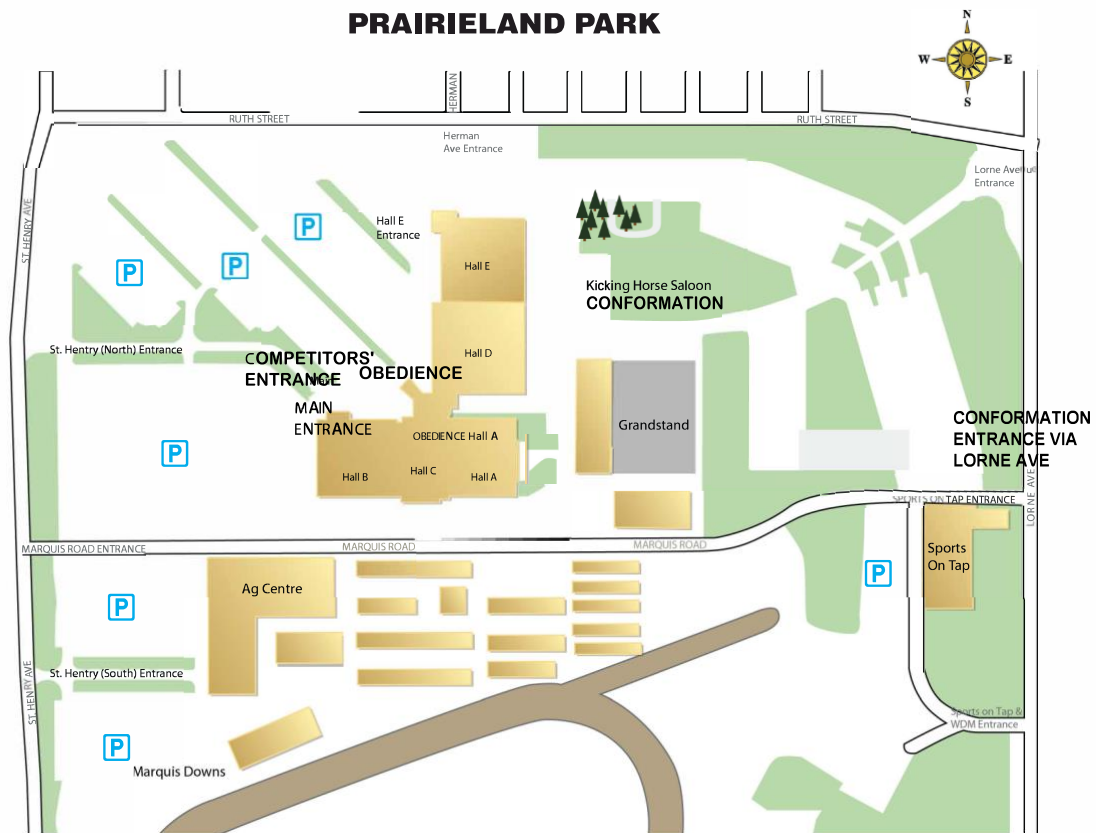 PRAIRIELAND PARK
N
W
E
S
HERMAN
RUTH STREET
RUTH STREET
Herman
Ave Entrance
Lorne Ave
Entrance
ST. HENRY AVE
P
Hall E
Entrance
P
P
Hall E
Kicking Horse Saloon
CONFORMATION
St. Hentry (North) Entrance
Hall D
COMPETITORS'
ENTRANCE
OBEDIENCE
MAIN
ENTRANCE
Grandstand
CONFORMATION
ENTRANCE VIA
LORNE AVE
P
OBEDIENCE Hall A
Hall B
Hall C
Hall A
SPORTS ON TAP ENTRANCE
LORNE AVE
MARQUIS ROAD ENTRANCE
MARQUIS ROAD
MARQUIS ROAD
Sports
On Tap
P
Ag Centre
P
St. Hentry (South) Entrance
ST. HENRY AVE
Sports on Tap &
WDM Entrance
P
Marquis Downs